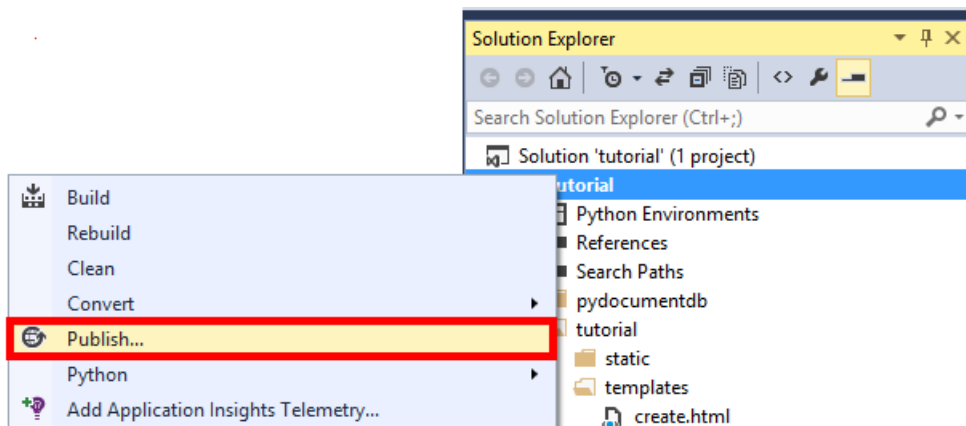 Solution Explorer
Search Solution Explorer (Ctrl+;)
Solution 'tutorial' (1 project)
utorial
Python Environments
References
Search Paths
pydocumentdb
tutorial
static
templates
create.html
Build
Rebuild
Clean
Convert
Publish...
Python
Add Application Insights Telemetry...